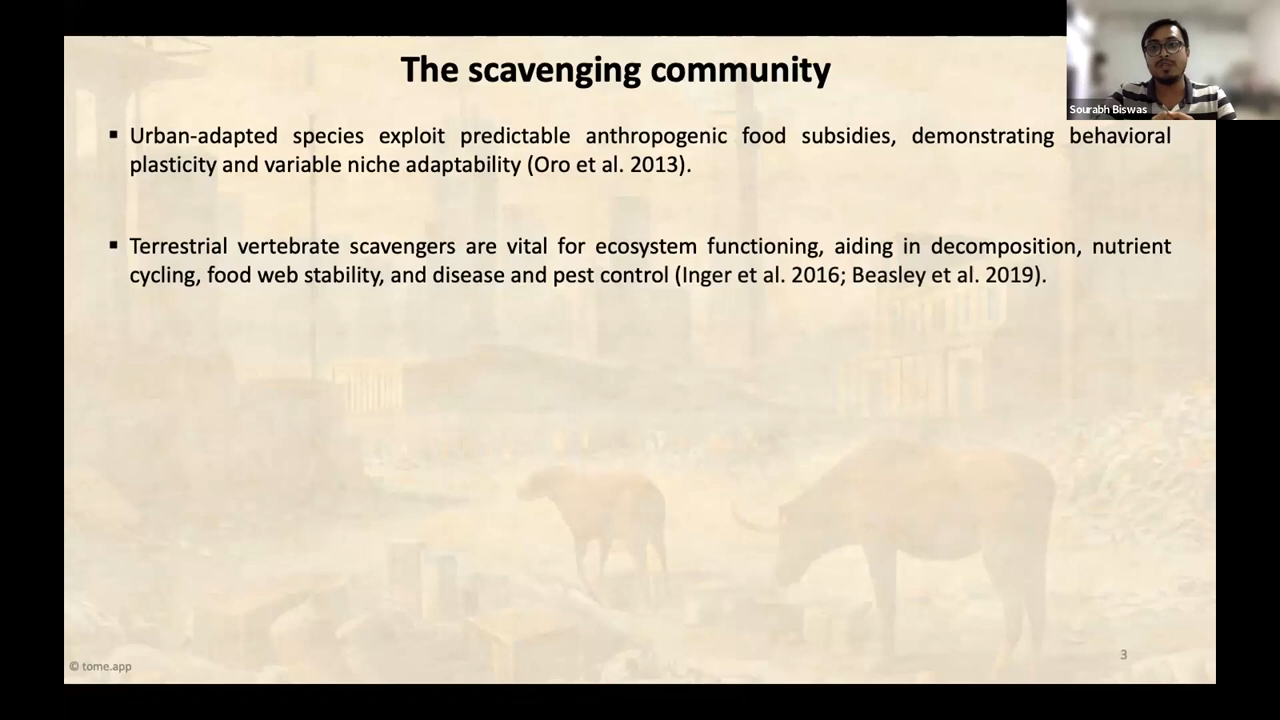 The scavenging community
Sourabh Biswas
▪ Urban-adapted species exploit predictable anthropogenic food subsidies, demonstrating behavioral
plasticity and variable niche adaptability (Oro et al. 2013).
▪ Terrestrial vertebrate scavengers are vital for ecosystem functioning, aiding in decomposition, nutrient
cycling, food web stability, and disease and pest control (Inger et al. 2016; Beasley et al. 2019).
3
© tome.app